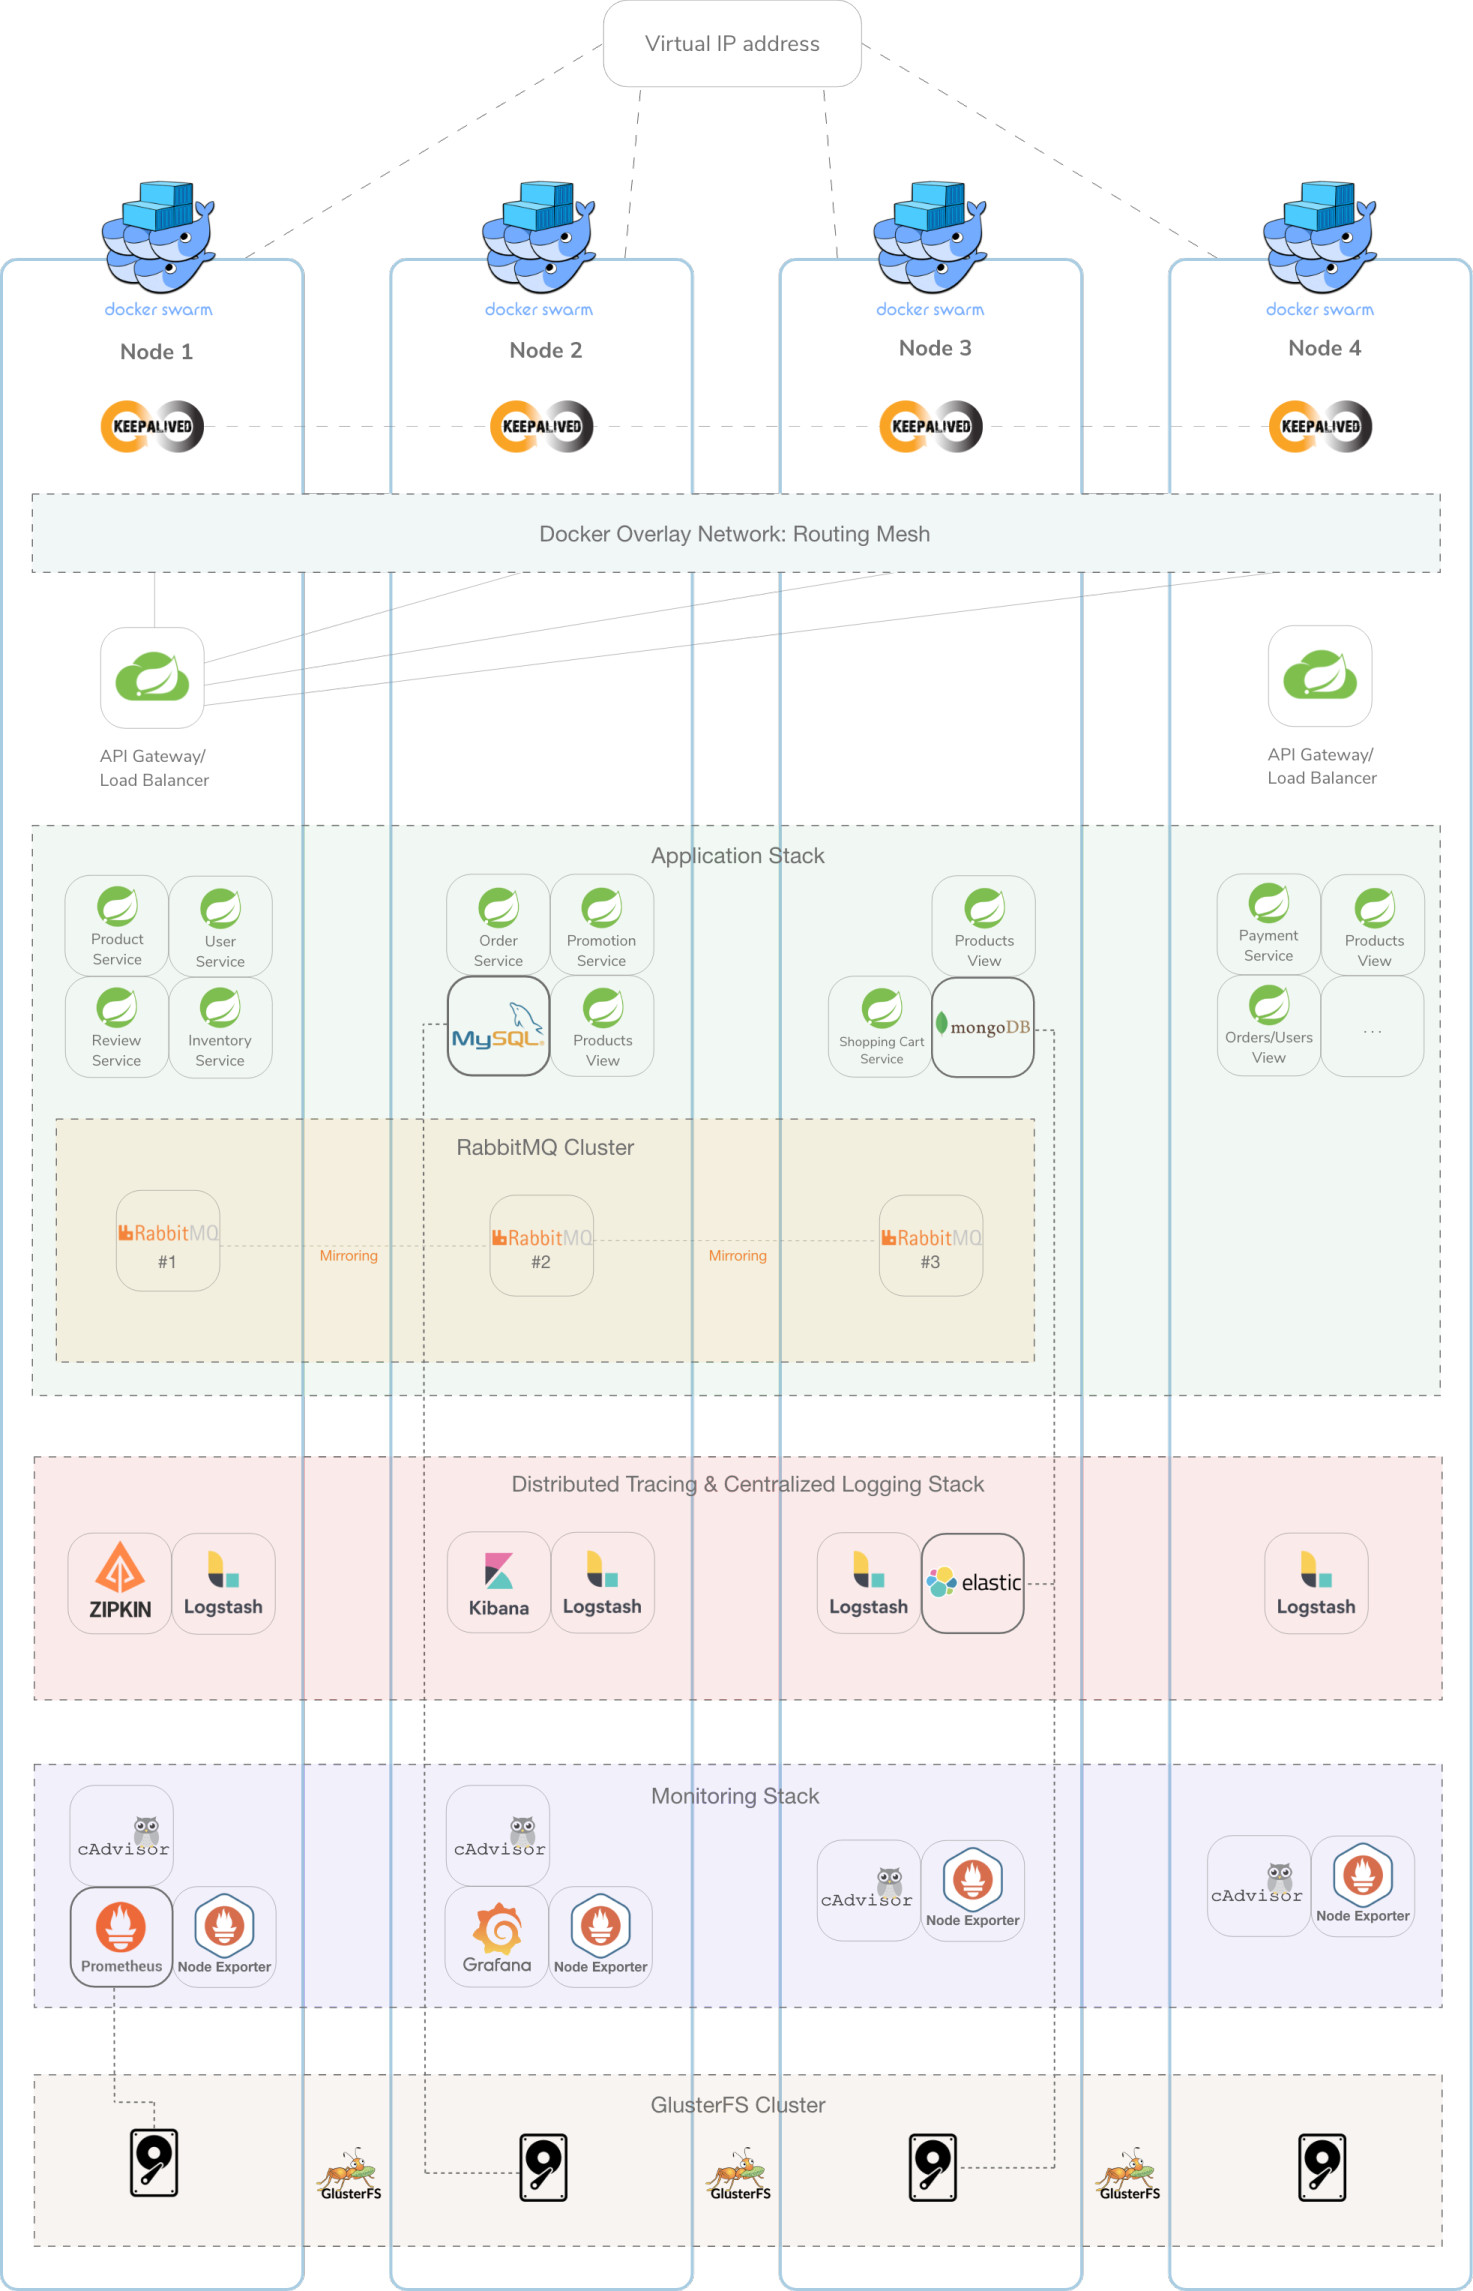 Virtual IP address
docker swarm
docker swarm
docker swarm
docker swarm
Node 1
Node 2
Node 3
Node 4
KEEPALIVED
KEEPALIVED
KEEPALIVED
KEEPALIVED
Docker Overlay Network: Routing Mesh
API Gateway/
Load Balancer
API Gateway/
Load Balancer
Application Stack
Product
Service
User
Service
Order
Service
Promotion
Service
Products
View
Payment
Service
Products
View
Review
Service
Inventory
Service
MySQL®
Products
View
Shopping Cart
Service
mongoDB
Orders/Users
View
...
RabbitMQ Cluster
RabbitMQ
#1
Mirroring
RabbitMQ
#2
Mirroring
RabbitMQ
#3
Distributed Tracing & Centralized Logging Stack
ZIPKIN
Logstash
Kibana
Logstash
Logstash
elastic
Logstash
Monitoring Stack
cAdvisor
cAdvisor
cAdvisor
Node Exporter
cAdvisor
Node Exporter
Prometheus
Node Exporter
Grafana
Node Exporter
GlusterFS Cluster
GlusterFS
GlusterFS
GlusterFS